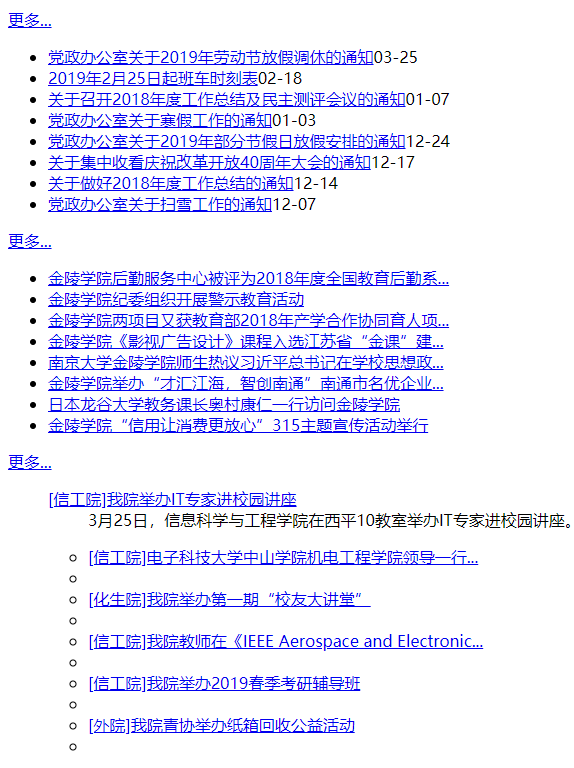 更多...
党政办公室关于2019年劳动节放假调休的通知03-25
2019年2月25日起班车时刻表02-18
关于召开2018年度工作总结及民主测评会议的通知01-07
党政办公室关于寒假工作的通知01-03
党政办公室关于2019年部分节假日放假安排的通知12-24
关于集中收看庆祝改革开放40周年大会的通知12-17
关于做好2018年度工作总结的通知12-14
党政办公室关于扫雪工作的通知12-07
更多...
金陵学院后勤服务中心被评为2018年度全国教育后勤系...
金陵学院纪委组织开展警示教育活动
金陵学院两项目又获教育部2018年产学合作协同育人项...
金陵学院《影视广告设计》课程入选江苏省“金课”建...
南京大学金陵学院师生热议习近平总书记在学校思想政...
金陵学院举办“才汇江海，智创南通”南通市名优企业...
日本龙谷大学教务课长奥村康仁一行访问金陵学院
金陵学院“信用让消费更放心”315主题宣传活动举行
更多...
[信工院]我院举办IT专家进校园讲座
3月25日，信息科学与工程学院在西平10教室举办IT专家进校园讲座。
[信工院]电子科技大学中山学院机电工程学院领导一行...
[化生院]我院举办第一期“校友大讲堂”
[信工院]我院教师在《IEEE Aerospace and Electronic...
[信工院]我院举办2019春季考研辅导班
[外院]我院青协举办纸箱回收公益活动